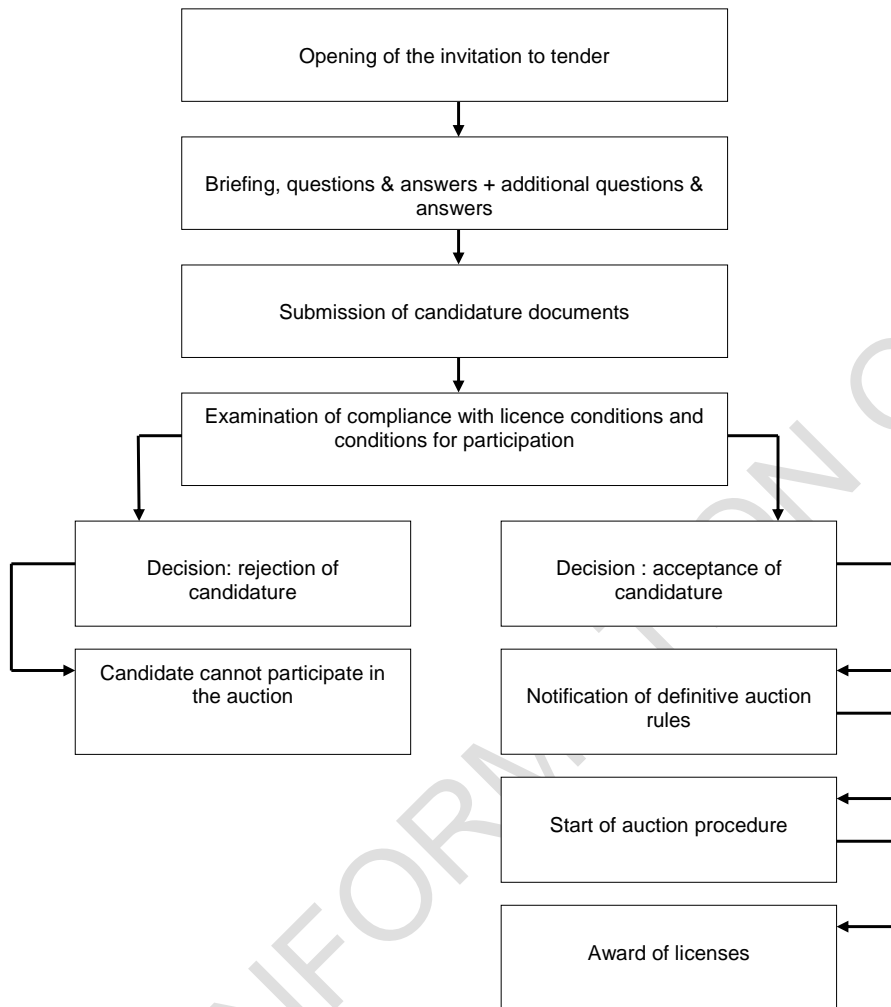 Opening of the invitation to tender
Briefing, questions & answers + additional questions &
answers
Submission of candidature documents
Examination of compliance with licence conditions and
conditions for participation
Decision: rejection of
candidature
Decision : acceptance of
candidature
Candidate cannot participate in
the auction
Notification of definitive auction
rules
Start of auction procedure
Award of licenses